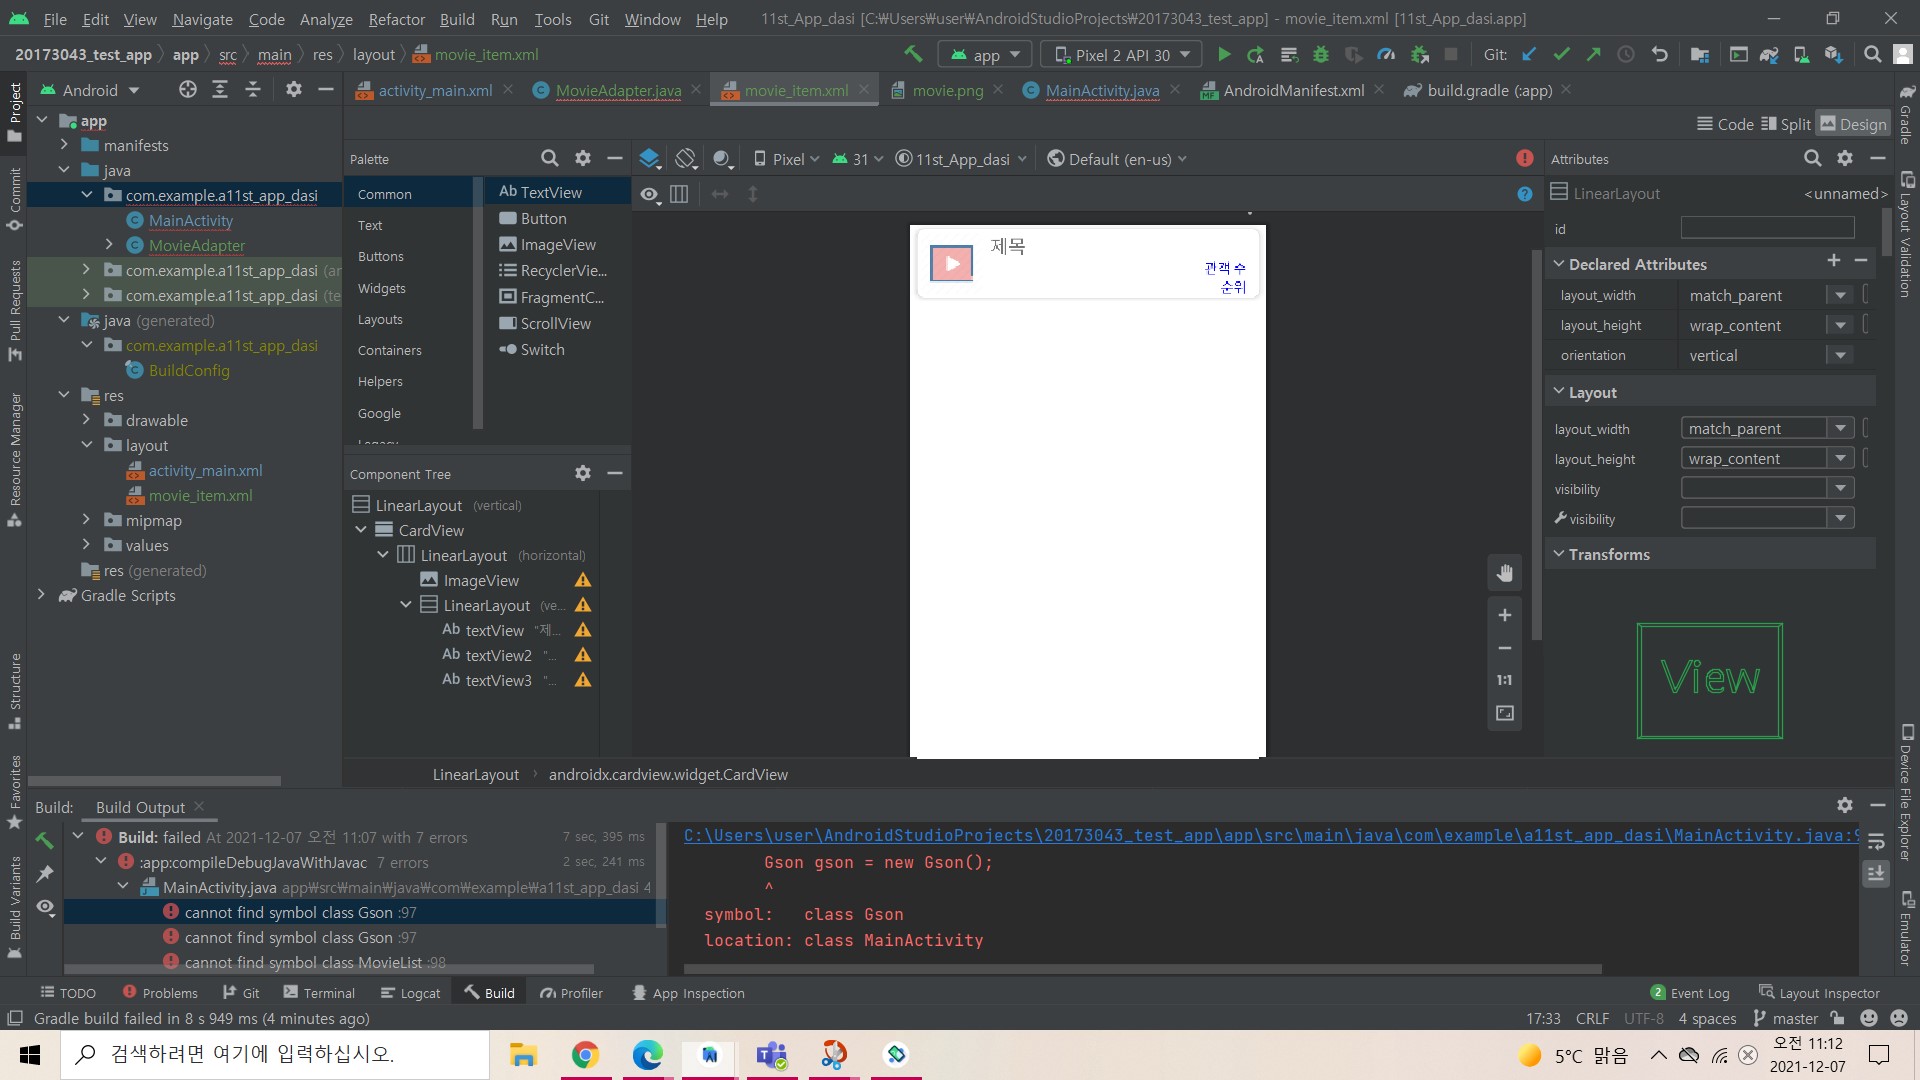 File Edit View Navigate Code Analyze Refactor Build Run Tools Git Window Help 11st_App_dasi [C:₩Users₩user₩AndroidStudioProjects₩20173043_test_app] - movie_item.xml [11st_App_dasi.app]
20173043_test_app app src main res layout movie_item.xml app Pixel 2 API 30 Git:
Project Android activity_main.xml MovieAdapter.java movie_item.xml movie.png MainActivity.java AndroidManifest.xml build.gradle (:app) Gradle
Code Split Design
app
manifests
java
com.example.a11st_app_dasi
MainActivity
MovieAdapter
com.example.a11st_app_dasi (ar
com.example.a11st_app_dasi (te
java (generated)
com.example.a11st_app_dasi
BuildConfig
res
drawable
layout
activity_main.xml
movie_item.xml
mipmap
values
res (generated)
Gradle Scripts
Commit
Pull Requests
Resource Manager
Structure
Favorites
Build Variants
Palette
Common
Text
Buttons
Widgets
Layouts
Containers
Helpers
Google
Ab TextView
Button
ImageView
RecyclerVie...
FragmentC...
ScrollView
Switch
Component Tree
LinearLayout (vertical)
CardView
LinearLayout (horizontal)
ImageView
LinearLayout (ve...
Ab textView "제...
Ab textView2 "...
Ab textView3 "...
Pixel 31 11st_App_dasi Default (en-us)
제목
관객 수
순위
1:1
LinearLayout androidx.cardview.widget.CardView
Attributes
LinearLayout <unnamed>
id
Declared Attributes
layout_width match_parent
layout_height wrap_content
orientation vertical
Layout
layout_width match_parent
layout_height wrap_content
visibility
visibility
Transforms
View
Layout Validation
Device File Explorer
Emulator
Build: Build Output
Build: failed At 2021-12-07 오전 11:07 with 7 errors 7 sec, 395 ms
:app:compileDebugJavaWithJavac 7 errors 2 sec, 241 ms
MainActivity.java app₩src₩main₩java₩com₩example₩a11st_app_dasi 4
cannot find symbol class Gson :97
cannot find symbol class Gson :97
cannot find symbol class MovieList :98
C:\Users\user\AndroidStudioProjects\20173043_test_app\app\src\main\java\com\example\a11st_app_dasi\MainActivity.java:9
Gson gson = new Gson();
^
symbol: class Gson
location: class MainActivity
TODO Problems Git Terminal Logcat Build Profiler App Inspection 2 Event Log Layout Inspector
Gradle build failed in 8 s 949 ms (4 minutes ago) 17:33 CRLF UTF-8 4 spaces master
검색하려면 여기에 입력하십시오. 5°C 맑음 오전 11:12
2021-12-07